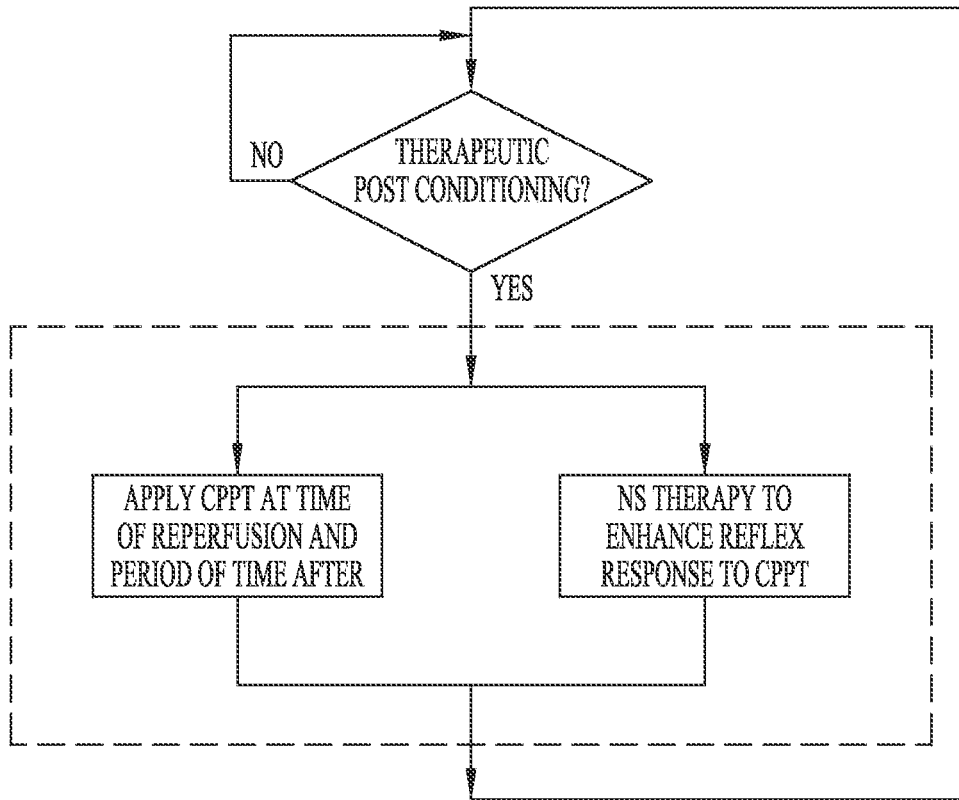 THERAPEUTIC
POST CONDITIONING?
NO
YES
APPLY CPPT AT TIME
OF REPERFUSION AND
PERIOD OF TIME AFTER
NS THERAPY TO
ENHANCE REFLEX
RESPONSE TO CPPT